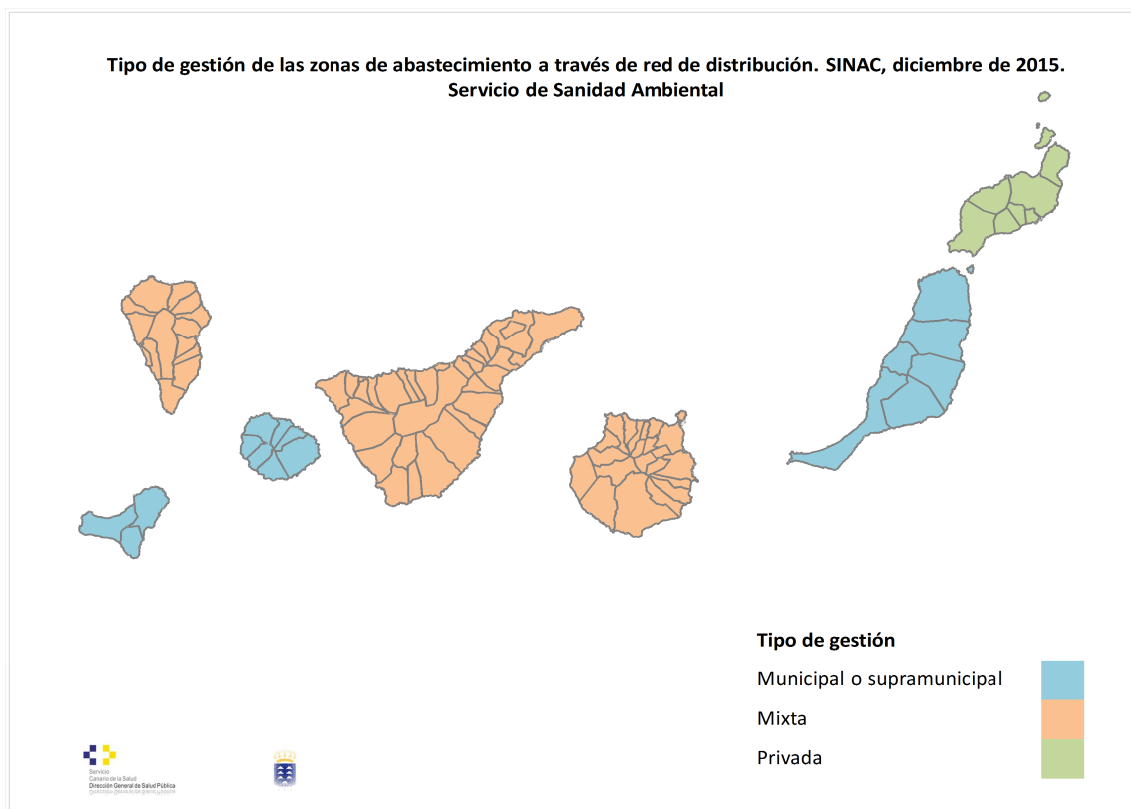 Tipo de gestión de las zonas de abastecimiento a través de red de distribución. SINAC, diciembre de 2015.
Servicio de Sanidad Ambiental
Tipo de gestión
Municipal o supramunicipal
Mixta
Privada
Servicio
Canario de la Salud
Dirección General de Salud Pública